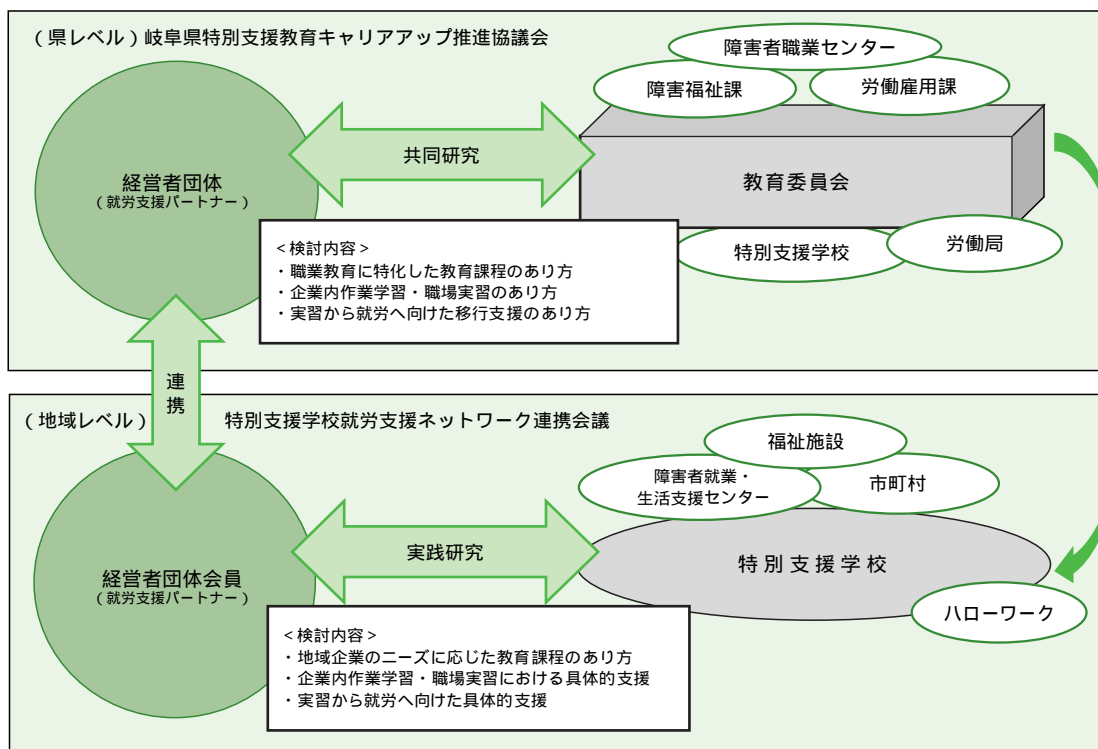 （県レベル）岐阜県特別支援教育キャリアアップ推進協議会
障害者職業センター
障害福祉課
労働雇用課
経営者団体
（就労支援パートナー）
共同研究
教育委員会
特別支援学校
労働局
＜検討内容＞
・職業教育に特化した教育課程のあり方
・企業内作業学習・職場実習のあり方
・実習から就労へ向けた移行支援のあり方
連携
（地域レベル）　特別支援学校就労支援ネットワーク連携会議
福祉施設
障害者就業・
生活支援センター
市町村
経営者団体会員
（就労支援パートナー）
実践研究
特別支援学校
ハローワーク
＜検討内容＞
・地域企業のニーズに応じた教育課程のあり方
・企業内作業学習・職場実習における具体的支援
・実習から就労へ向けた具体的支援